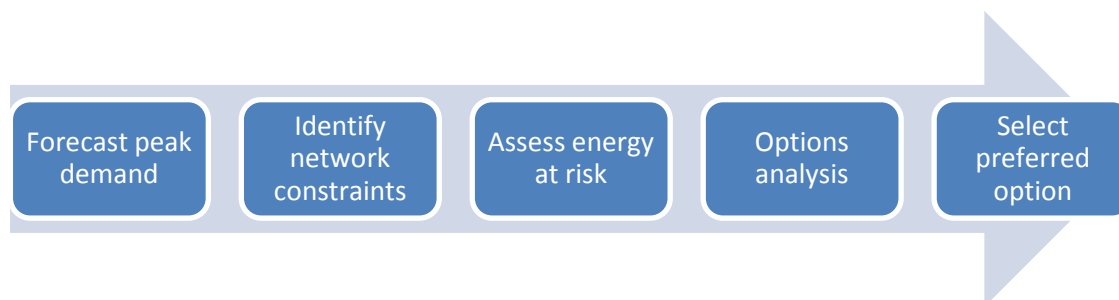 Forecast peak
demand
Identify
network
constraints
Assess energy
at risk
Options
analysis
Select
preferred
option